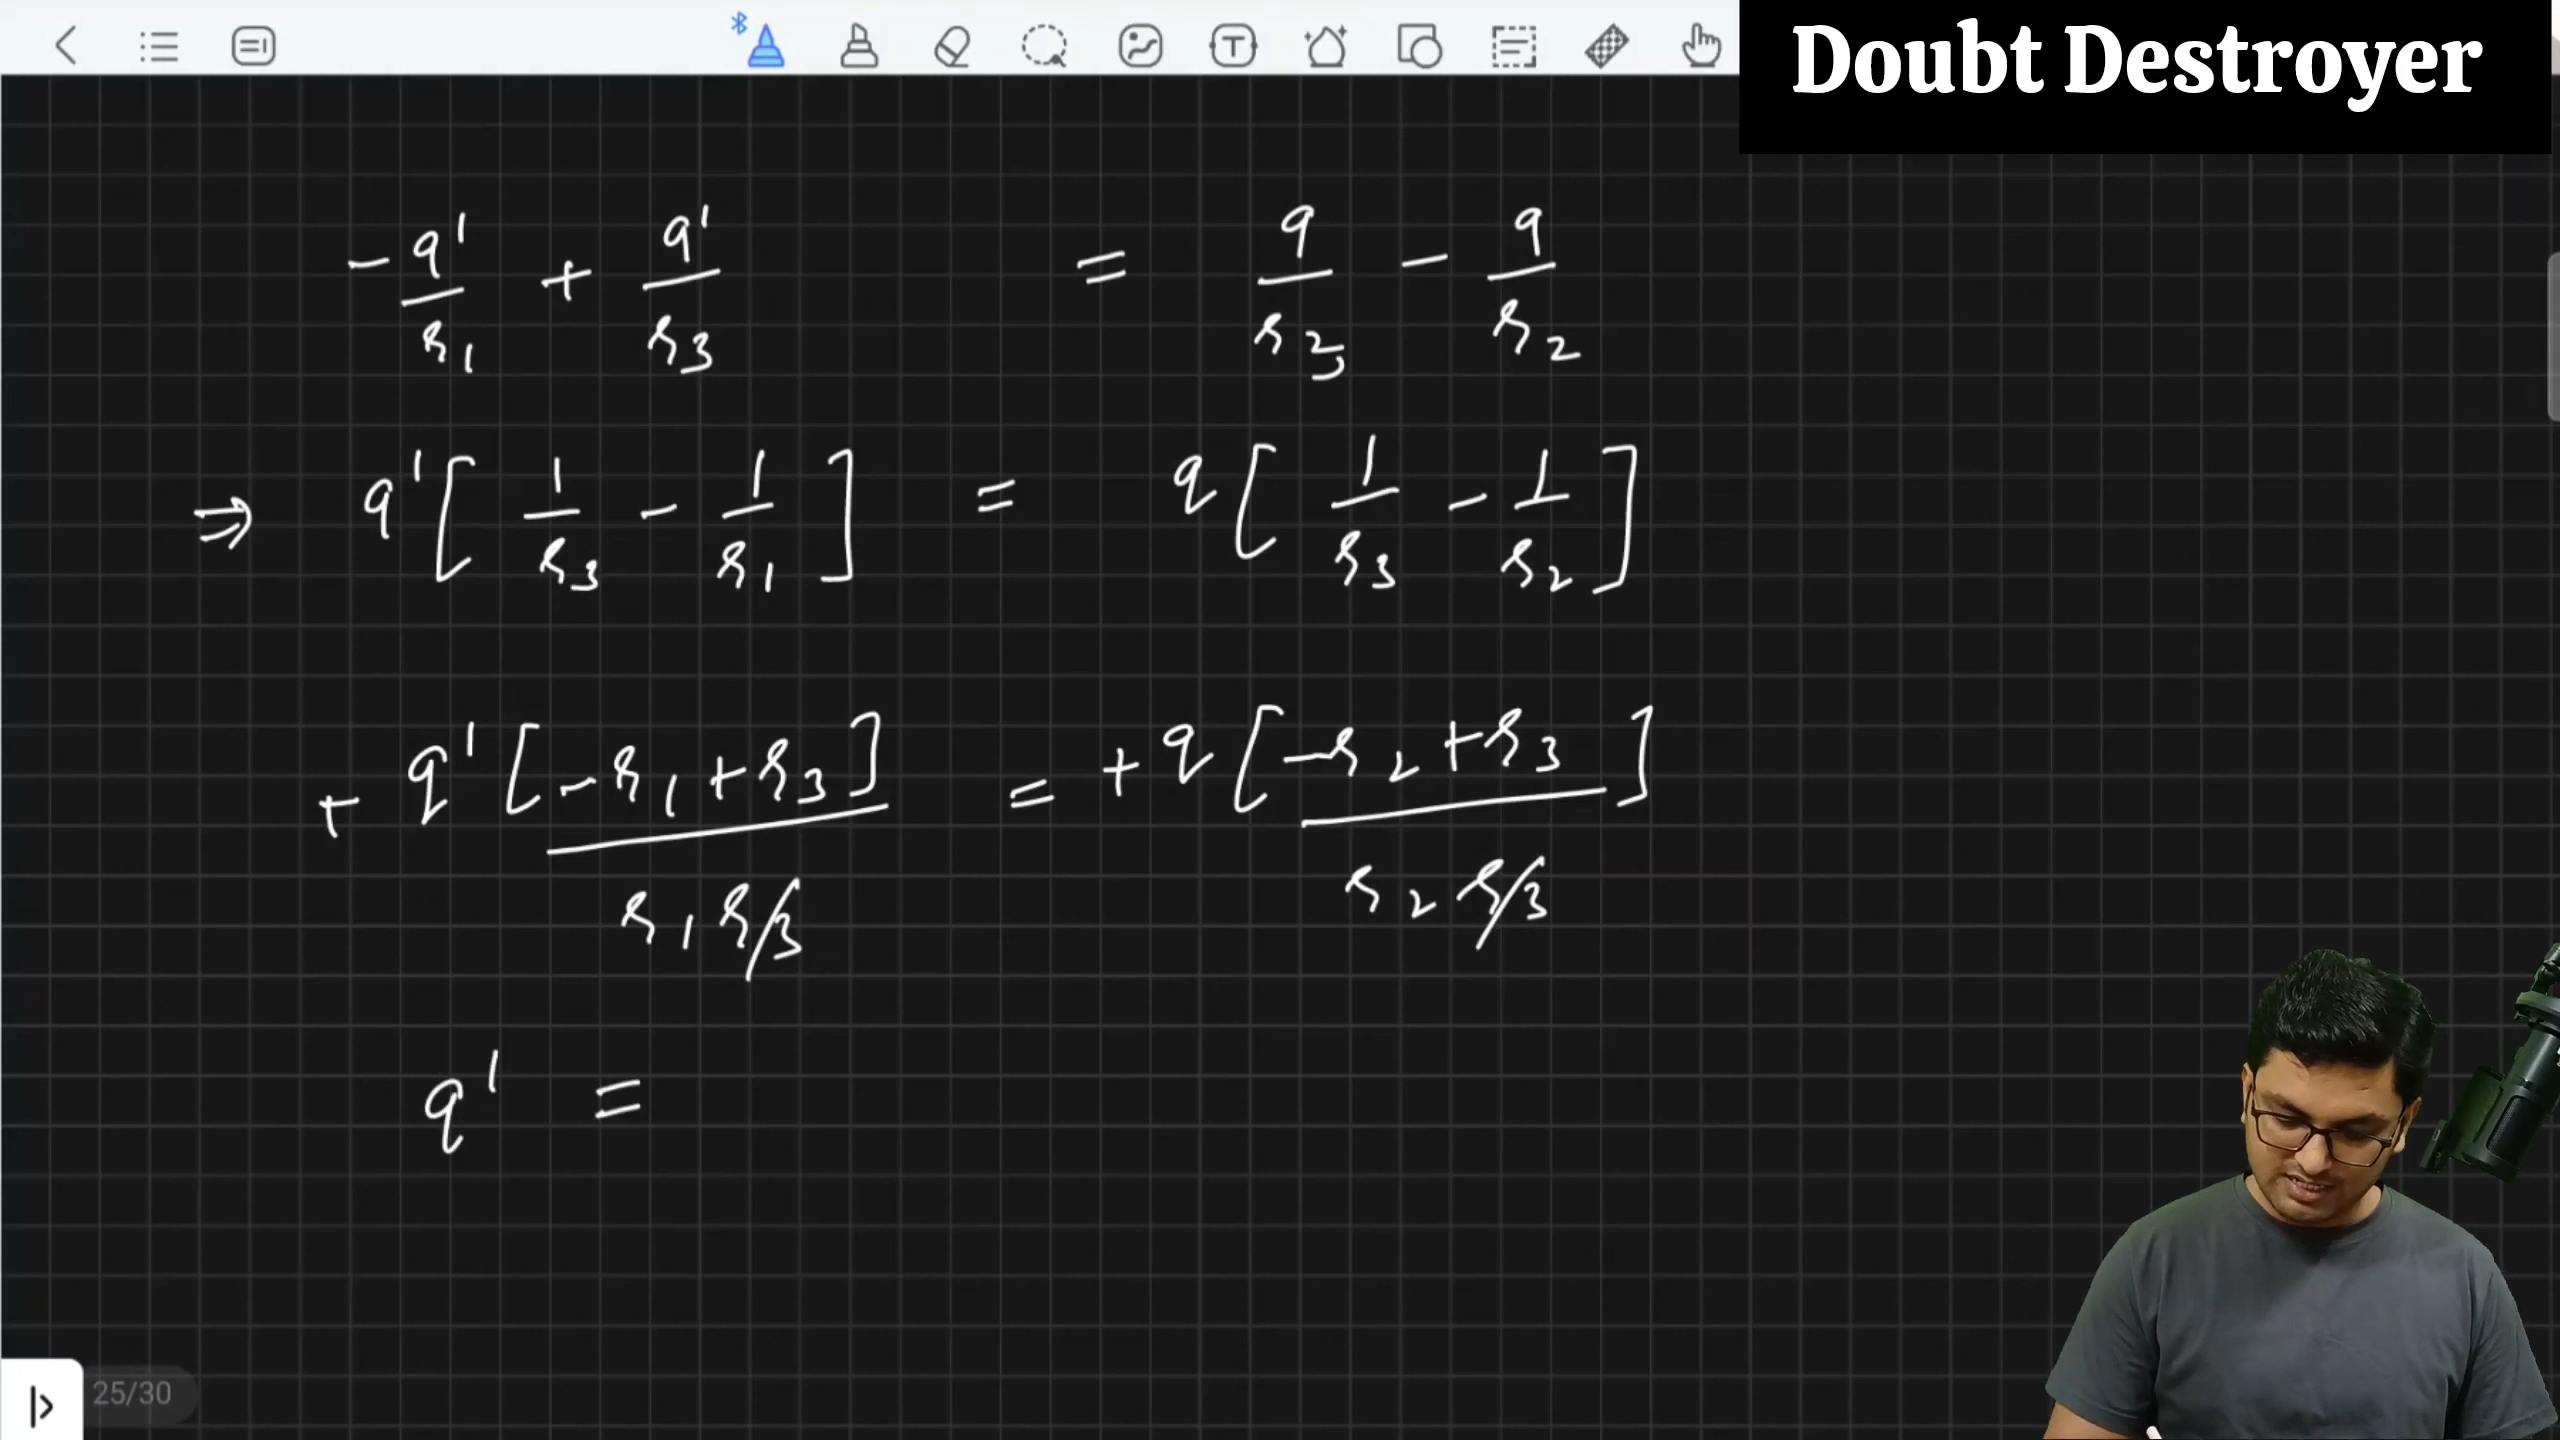 Doubt Destroyer
-q'/r₁ + q'/r₃ = q/r₃ - q/r₂
⇒ q'[1/r₃ - 1/r₁] = q[1/r₃ - 1/r₂]
+ q'[-r₁+r₃]/r₁r₃ = +q[-r₂+r₃]/r₂r₃
q' =
25/30